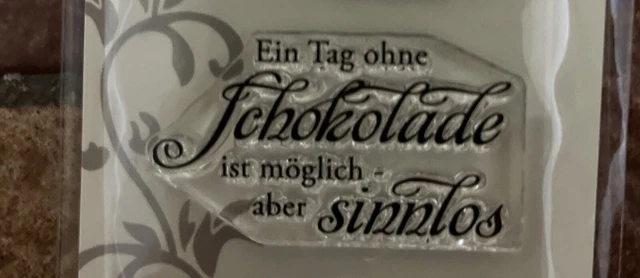 Ein Tag ohne
Schokolade
ist möglich -
aber sinnlos